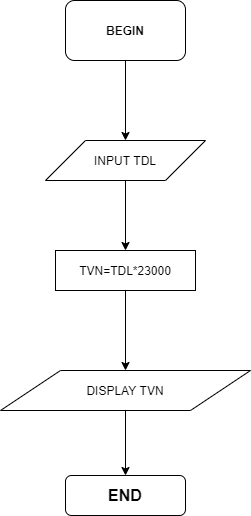 BEGIN
INPUT TDL
TVN=TDL*23000
DISPLAY TVN
END